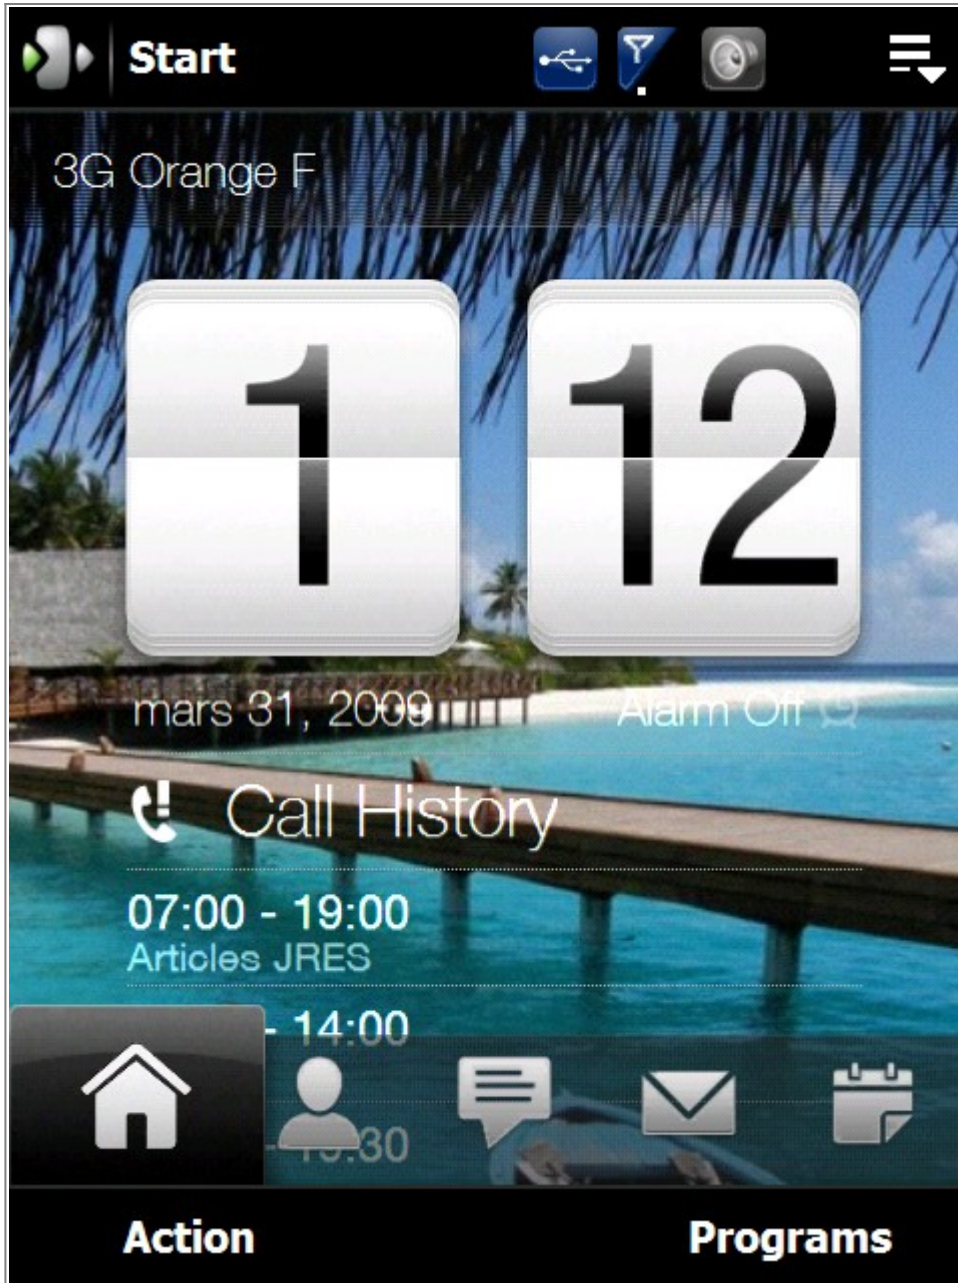 Start
3G Orange F
1 12
mars 31, 2009
Alarm Off
Call History
07:00 - 19:00
Articles JRES
- 14:00
:30
Action
Programs